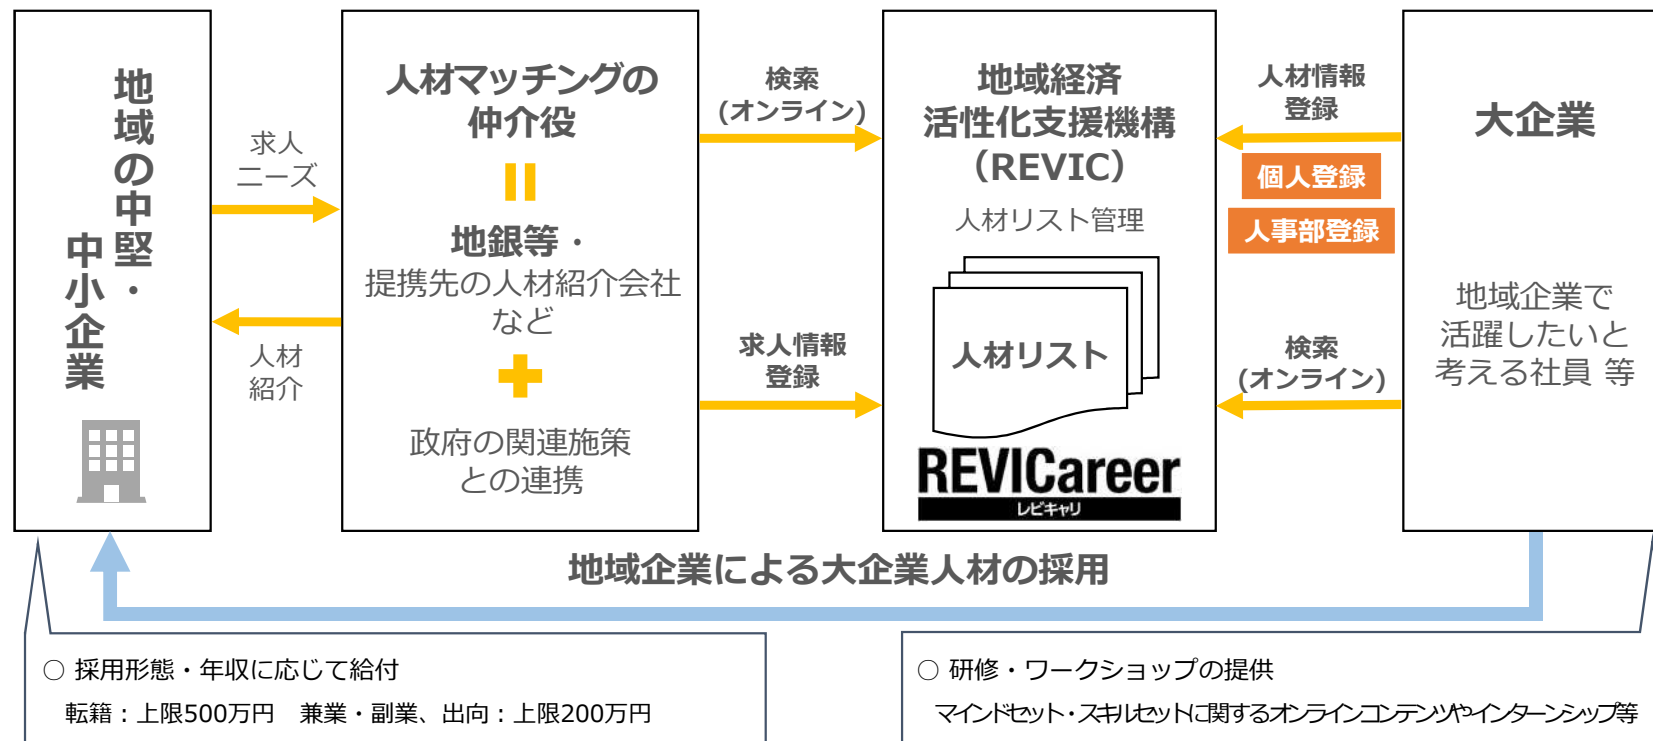 地域の中堅・
中小企業
求人
ニーズ
人材
紹介
人材マッチングの
仲介役
地銀等・
提携先の人材紹介会社
など
政府の関連施策
との連携
検索
(オンライン)
求人情報
登録
地域経済
活性化支援機構
（REVIC）
人材リスト管理
人材リスト
REVICareer
レビキャリ
人材情報
登録
個人登録
人事部登録
検索
(オンライン)
大企業
地域企業で
活躍したいと
考える社員 等
地域企業による大企業人材の採用
○ 採用形態・年収に応じて給付
転籍：上限500万円　兼業・副業、出向：上限200万円
○ 研修・ワークショップの提供
マインドセット・スキルセットに関するオンラインコンテンツやインターンシップ等